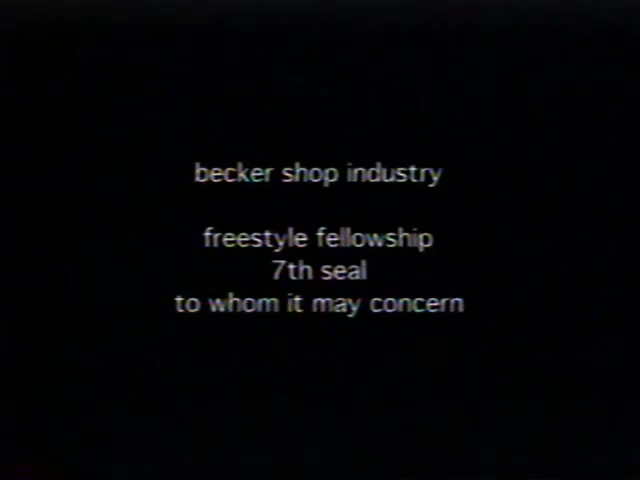 becker shop industry
freestyle fellowship
7th seal
to whom it may concern